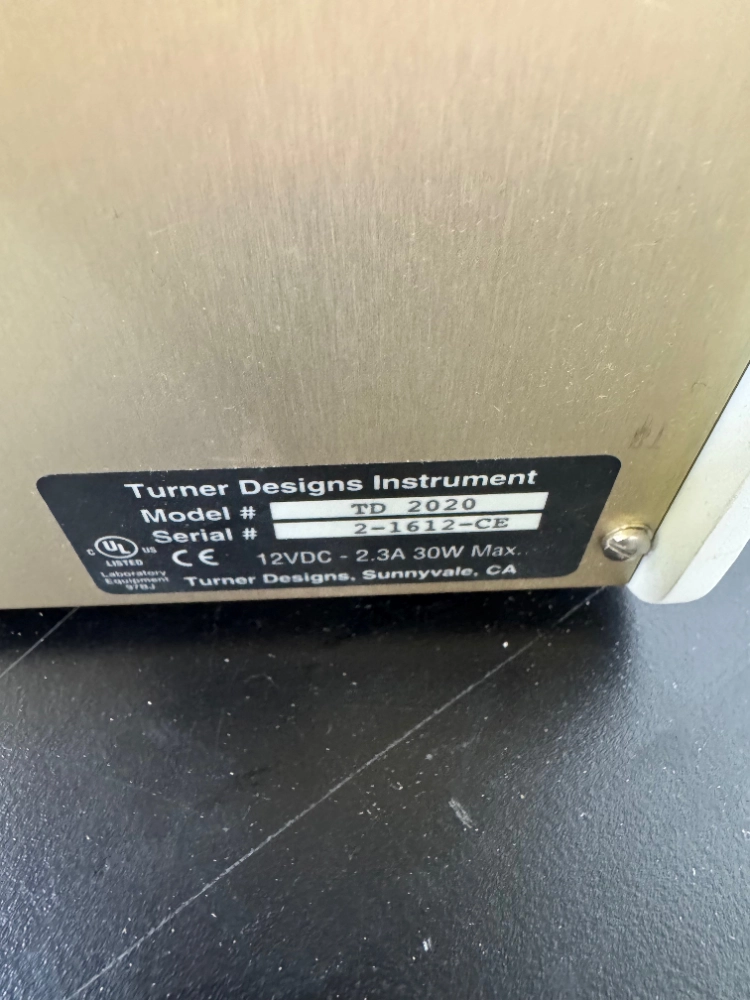 Turner Designs Instrument
Model # TD 2020
Serial # 2-1612-CE
C UL US
LISTED
CE 12VDC - 2.3A 30W Max.
Laboratory
Equipment
97BJ
Turner Designs, Sunnyvale, CA